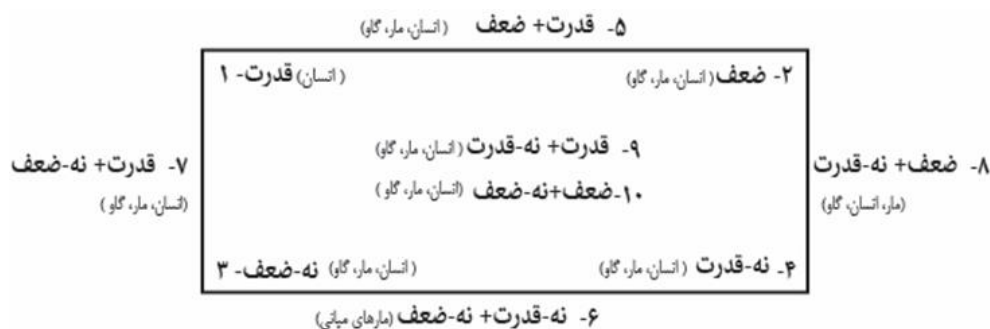 ۵- قدرت+ ضعف (انسان، مار، گاو)
۲- ضعف (انسان، مار، گاو)
(انسان) قدرت- ۱
۹- قدرت+ نه-قدرت (انسان، مار، گاو)
۸- ضعف+ نه-قدرت
(مار، انسان، گاو)
۷- قدرت+ نه-ضعف
(انسان، مار، گاو)
۱۰-ضعف+نه-ضعف (انسان، مار، گاو)
۴- نه-قدرت (انسان، مار، گاو)
(انسان، مار، گاو) نه-ضعف- ۳
۶- نه-قدرت+ نه-ضعف (مارهای میانی)